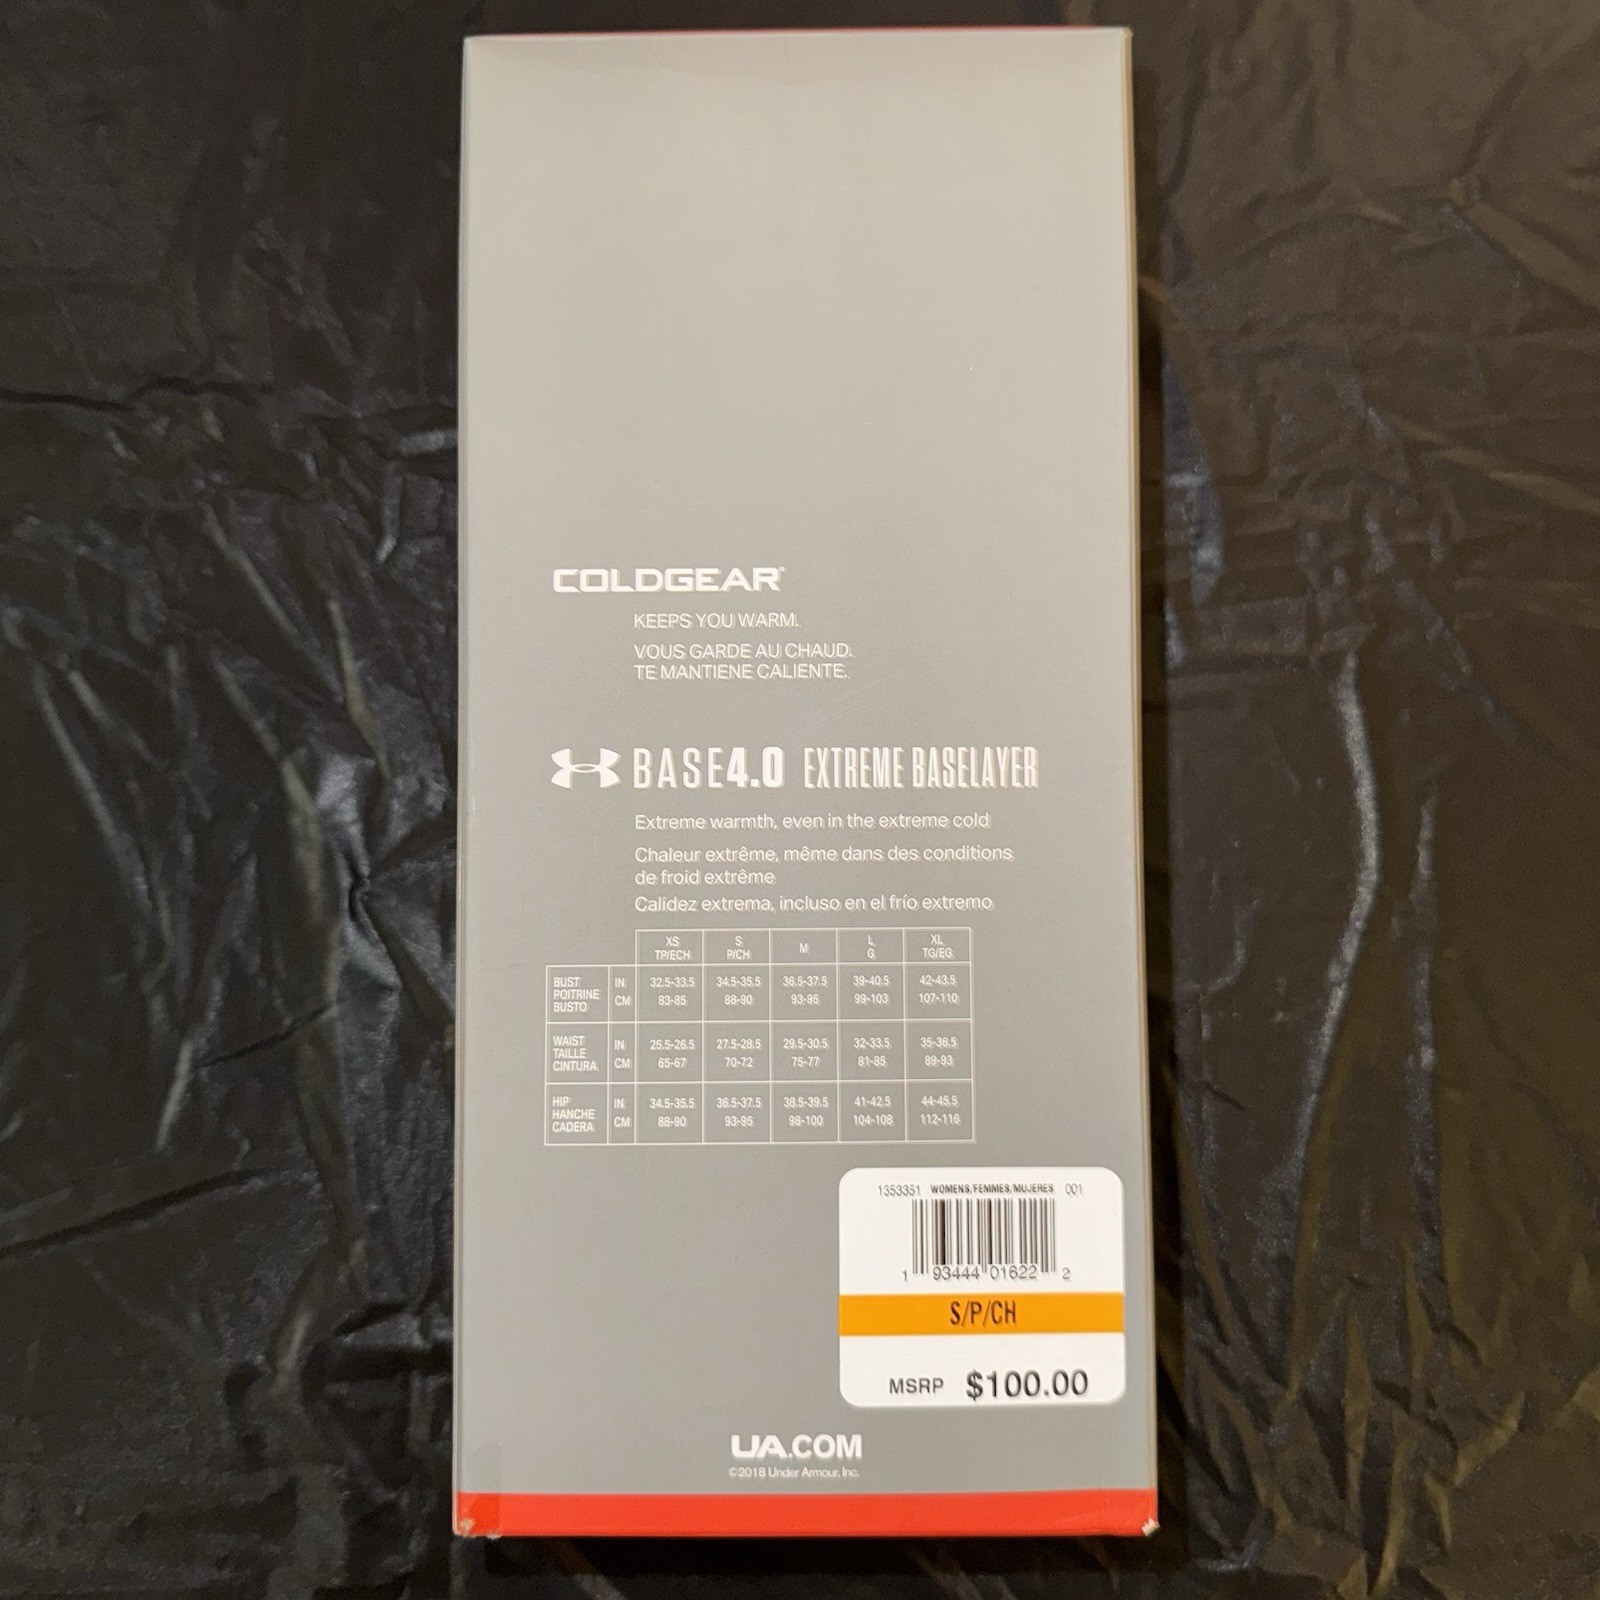 COLDGEAR®
KEEPS YOU WARM.
VOUS GARDE AU CHAUD.
TE MANTIENE CALIENTE.
BASE4.0 EXTREME BASELAYER
Extreme warmth, even in the extreme cold
Chaleur extrême, même dans des conditions
de froid extrême
Calidez extrema, incluso en el frío extremo
XS S M L XL
TP/ECH P/CH G TG/EG
BUST IN 32.5-33.5 34.5-35.5 36.5-37.5 39-40.5 42-43.5
POITRINE CM 83-85 88-90 93-95 99-103 107-110
BUSTO
WAIST IN 25.5-26.5 27.5-28.5 29.5-30.5 32-33.5 35-36.5
TAILLE
CINTURA CM 65-67 70-72 75-77 81-85 89-93
HIP IN 34.5-35.5 36.5-37.5 38.5-39.5 41-42.5 44-45.5
HANCHE
CADERA CM 88-90 93-95 98-100 104-108 112-116
1353351 WOMENS/FEMMES/MUJERES 001
1 93444 01622 2
S/P/CH
MSRP $100.00
UA.COM
©2018 Under Armour, Inc.